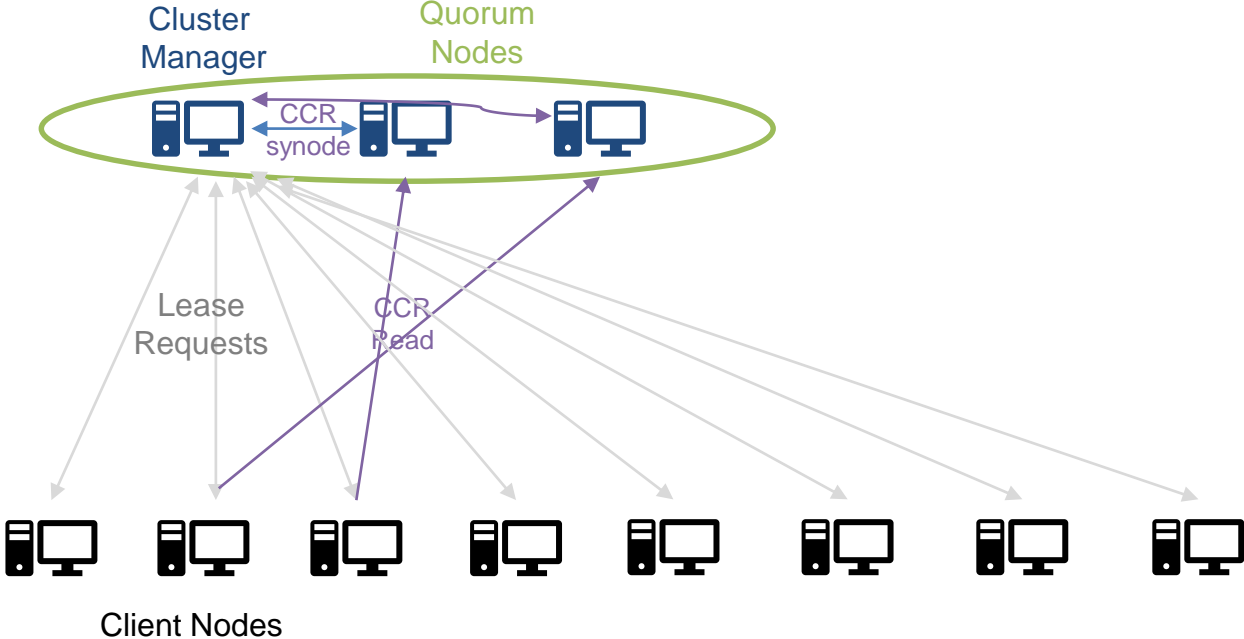 Cluster
Manager
Quorum
Nodes
CCR
synode
Lease
Requests
CCR
Read
Client Nodes